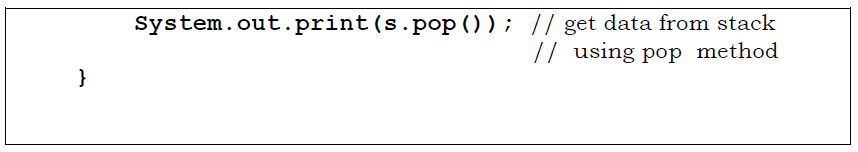 System.out.print(s.pop()); // get data from stack
// using pop method
}